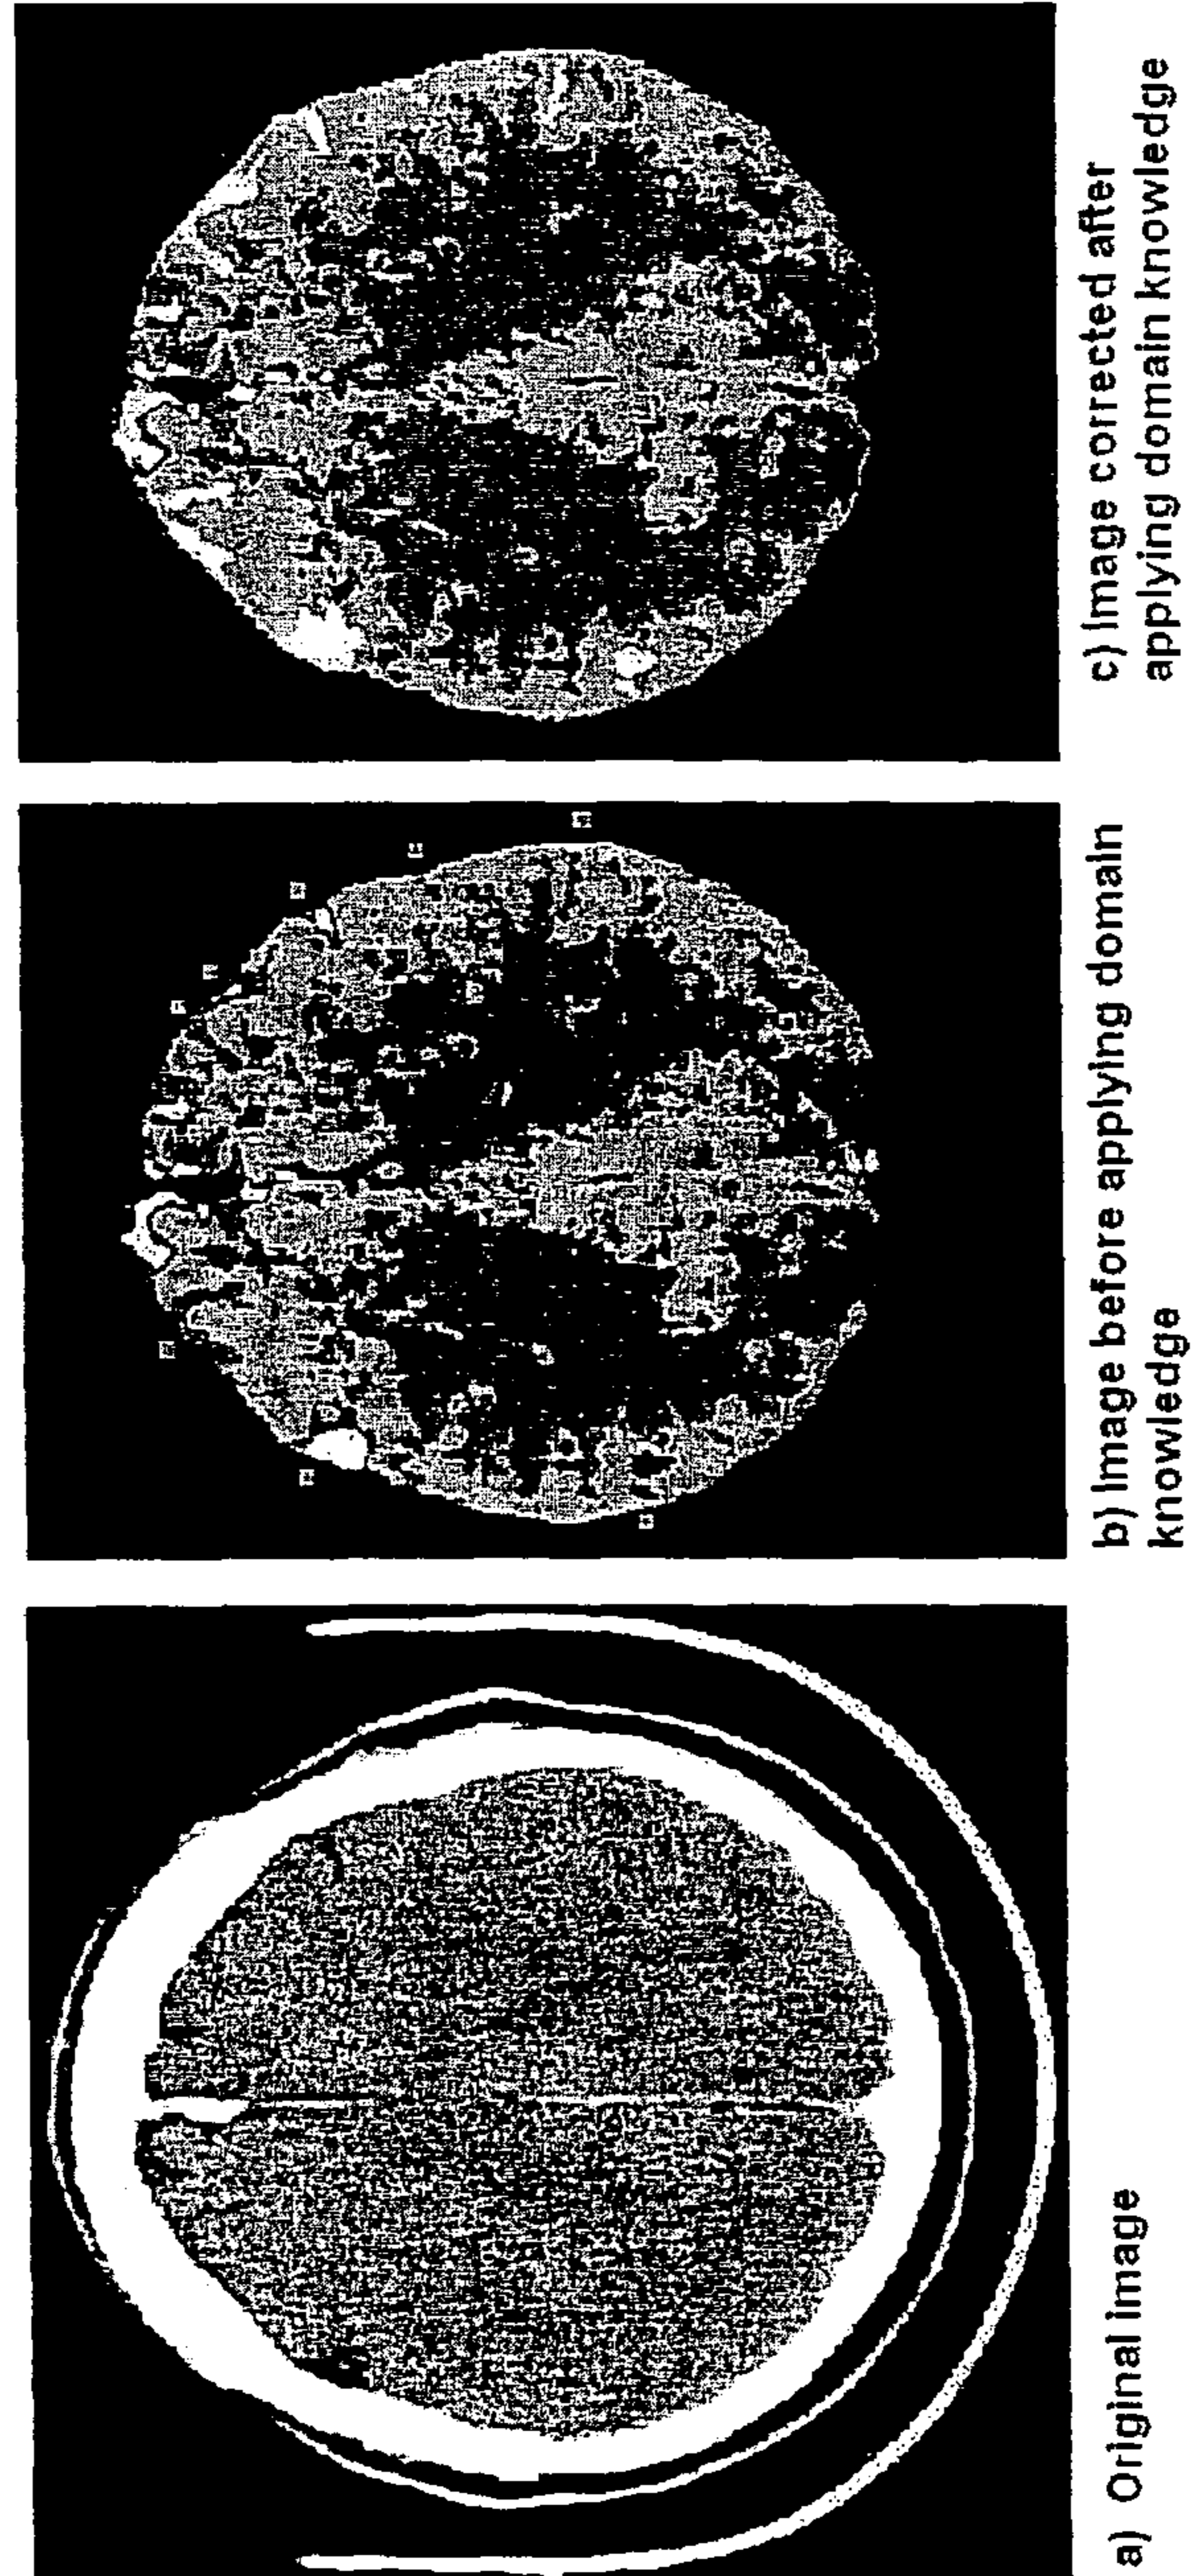 a) Original image
b) Image before applying domain
knowledge
c) Image corrected after
applying domain knowledge